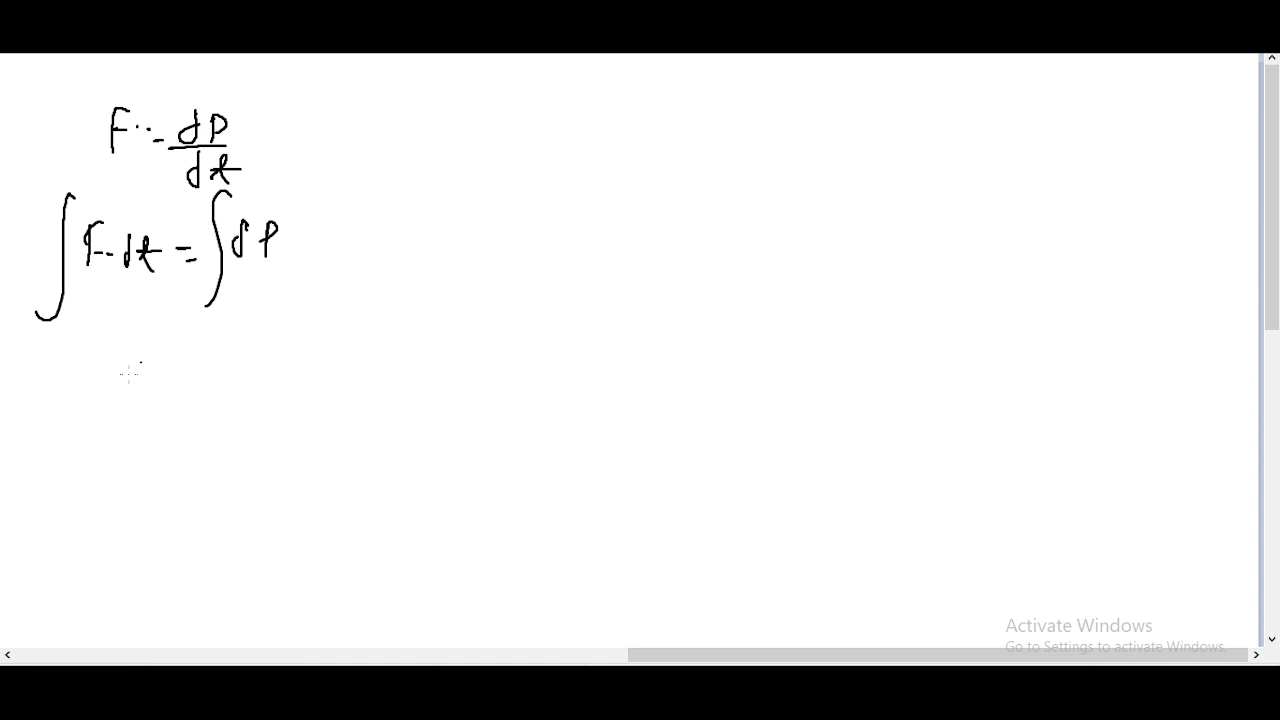 F = dP/dt
∫ F. dt = ∫ dP
Activate Windows
Go to Settings to activate Windows.